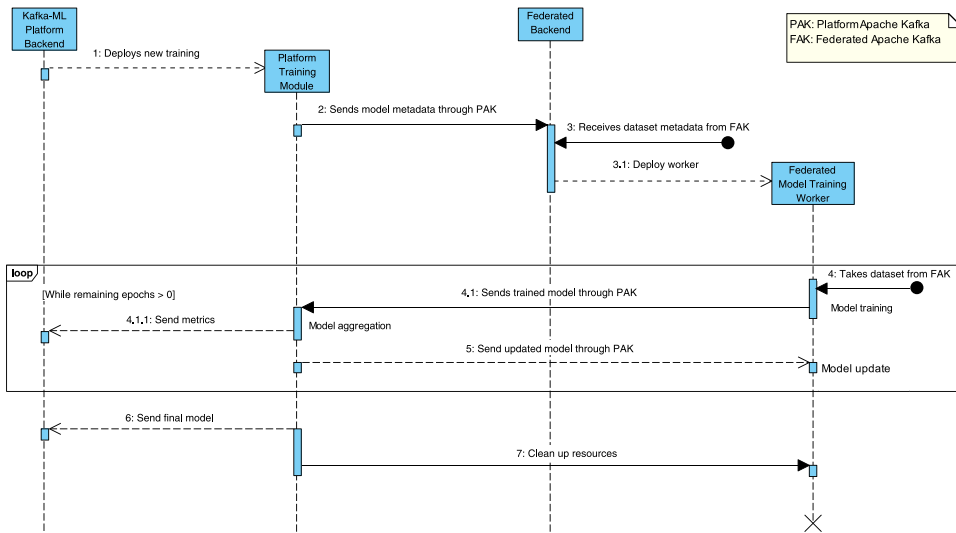 Kafka-ML
Platform
Backend
Federated
Backend
PAK: PlatformApache Kafka
FAK: Federated Apache Kafka
1: Deploys new training
Platform
Training
Module
2: Sends model metadata through PAK
3: Receives dataset metadata from FAK
3.1: Deploy worker
Federated
Model Training
Worker
loop
4: Takes dataset from FAK
[While remaining epochs > 0]
4.1: Sends trained model through PAK
Model training
4.1.1: Send metrics
Model aggregation
5: Send updated model through PAK
Model update
6: Send final model
7: Clean up resources